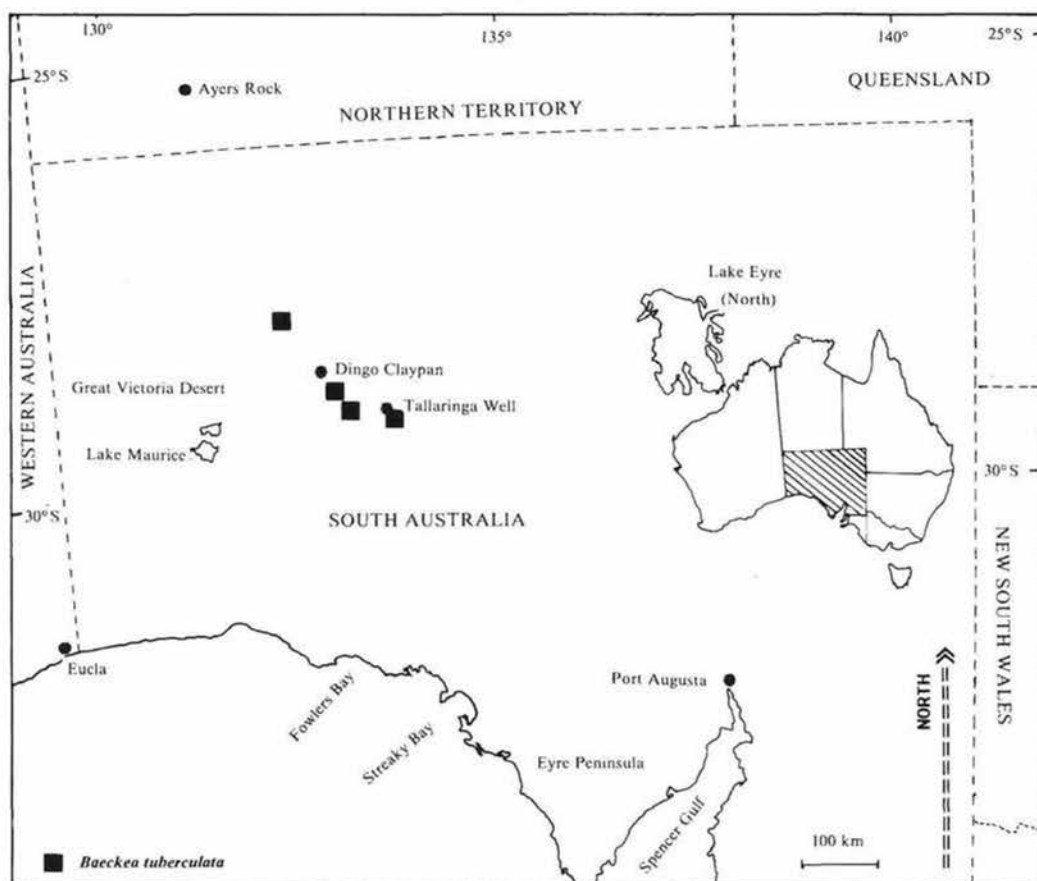 130°
135°
140°
25°S
25°S
Ayers Rock
NORTHERN TERRITORY
QUEENSLAND
WESTERN AUSTRALIA
Lake Eyre
(North)
Dingo Claypan
Great Victoria Desert
Tallaringa Well
Lake Maurice
30°S
30°S
SOUTH AUSTRALIA
NEW SOUTH WALES
Eucla
Fowlers Bay
Streaky Bay
Port Augusta
NORTH
Eyre Peninsula
Spencer Gulf
100 km
Baeckea tuberculata